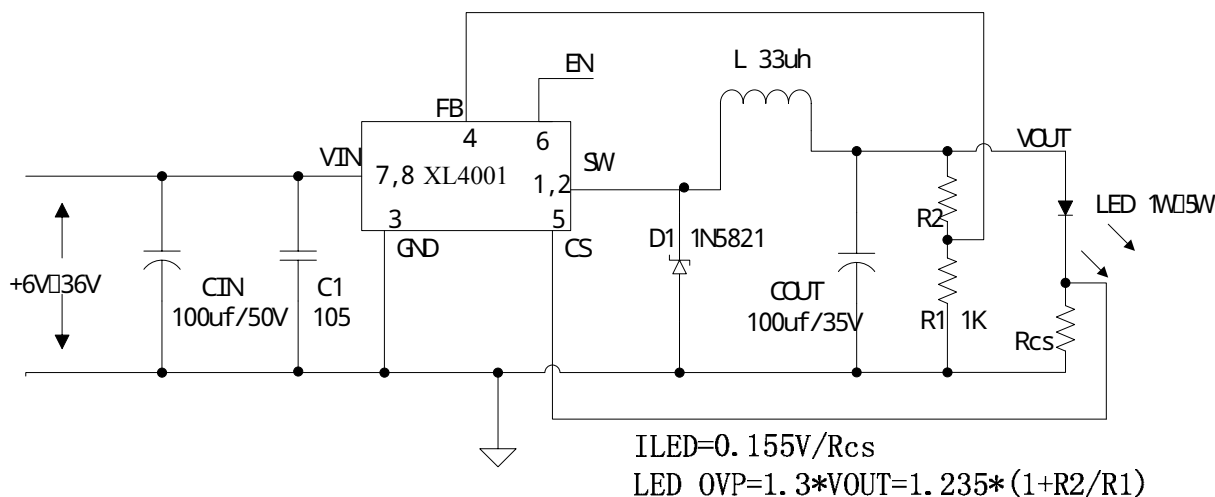 EN
L 33uh
FB
4
6
VOUT
VIN
7,8 XL4001
1,2
SW
3
5
GND
CS
D1 1N5821
R2
LED 1W▯5W
+6V▯36V
CIN
100uf/50V
C1
105
COUT
100uf/35V
R1 1K
Rcs
ILED=0.155V/Rcs
LED OVP=1.3*VOUT=1.235*(1+R2/R1)